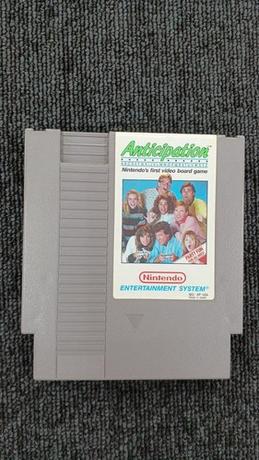 Anticipation
Nintendo's first video board game
Nintendo
ENTERTAINMENT SYSTEM